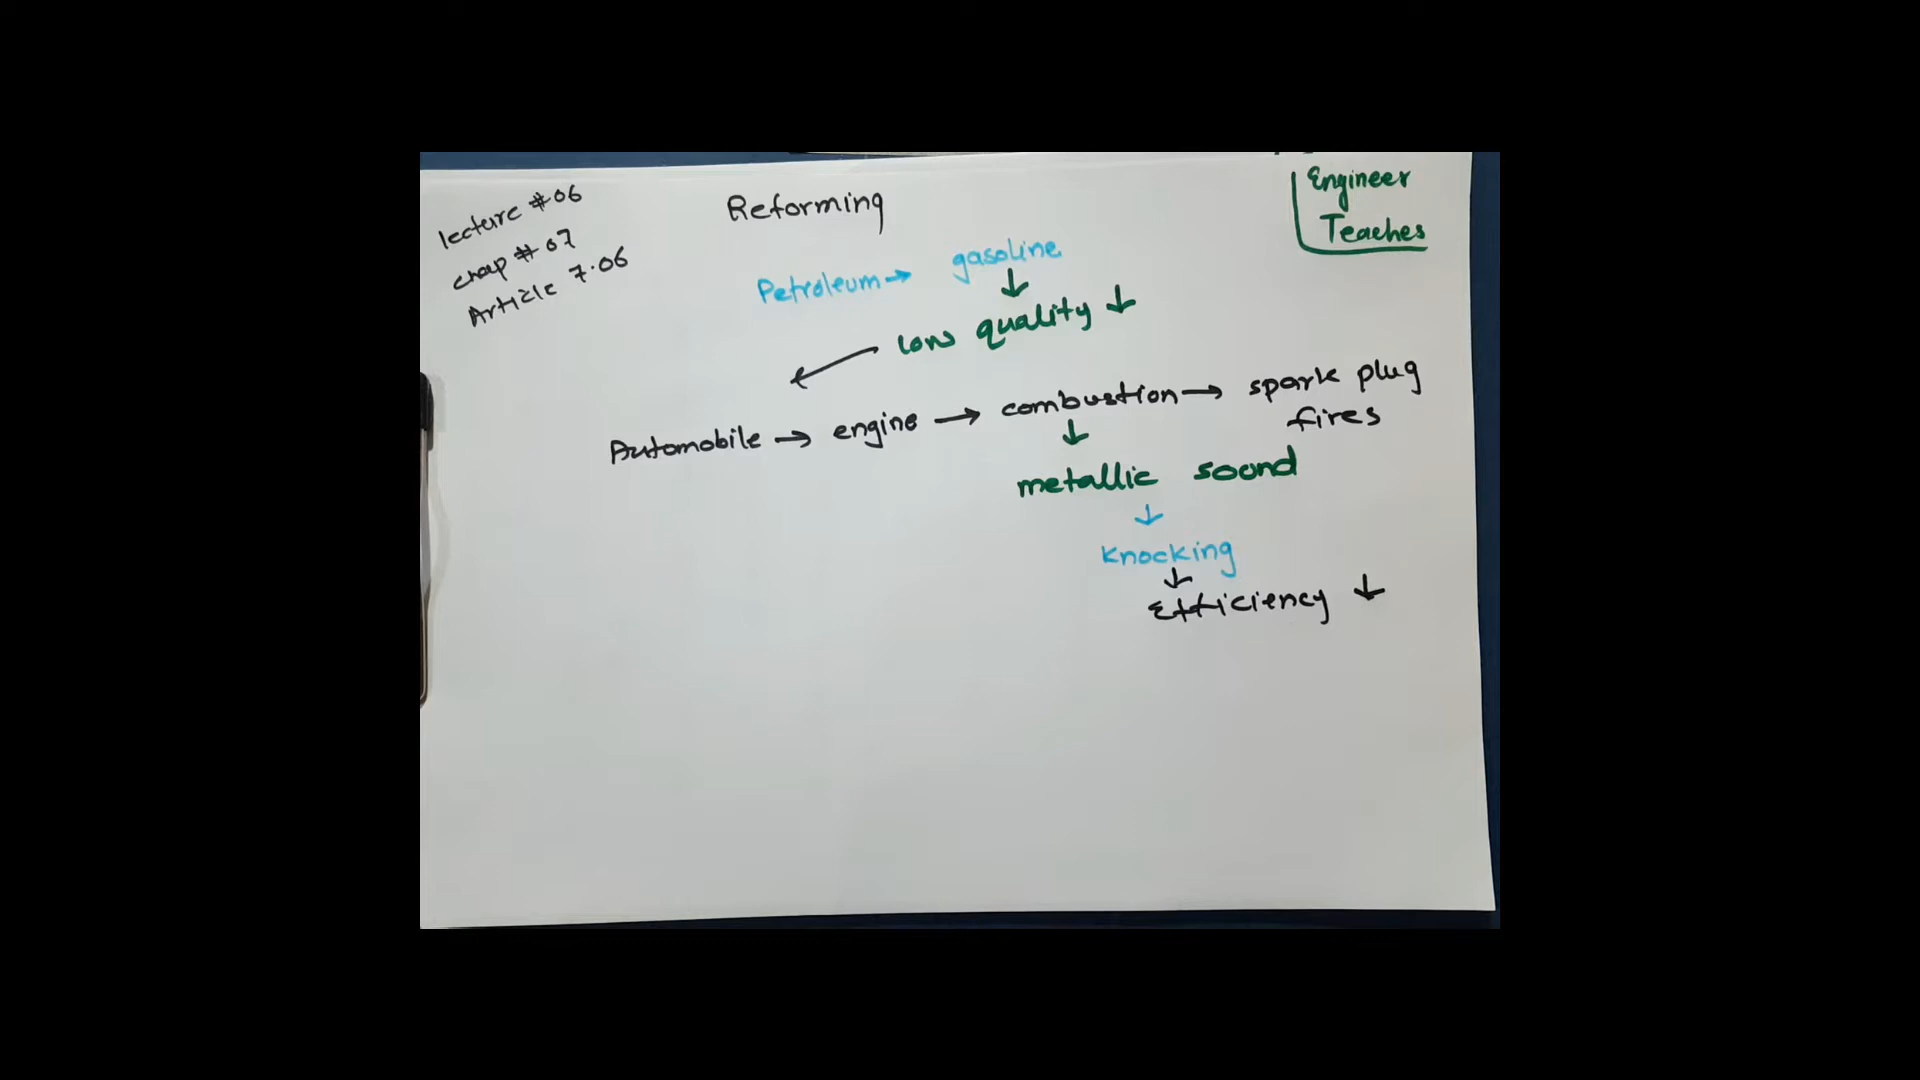 lecture #06
chap #07
Article 7.06
Reforming
Engineer
Teaches
Petroleum→ gasoline
↓
low quality ↓
Automobile → engine → combustion → spark plug
fires
↓
metallic sound
↓
Knocking
↓
Efficiency ↓